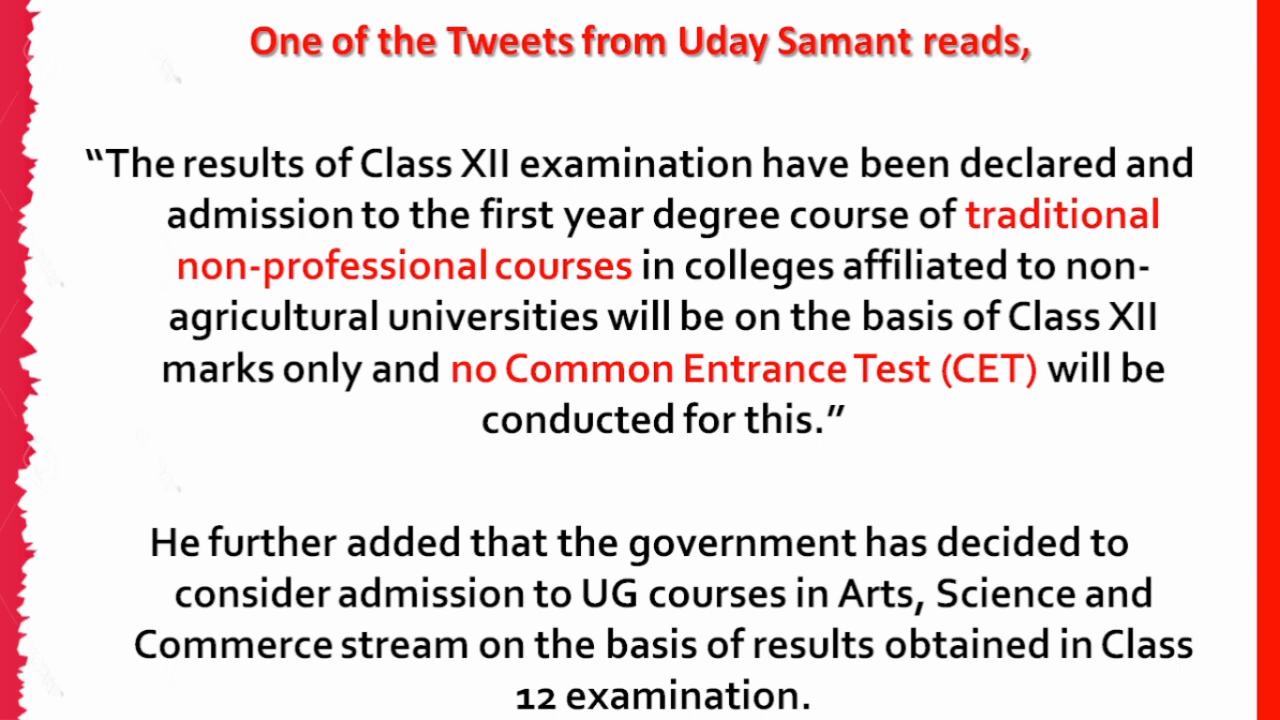 One of the Tweets from Uday Samant reads,
“The results of Class XII examination have been declared and
admission to the first year degree course of traditional
non-professional courses in colleges affiliated to non-
agricultural universities will be on the basis of Class XII
marks only and no Common Entrance Test (CET) will be
conducted for this.”
He further added that the government has decided to
consider admission to UG courses in Arts, Science and
Commerce stream on the basis of results obtained in Class
12 examination.